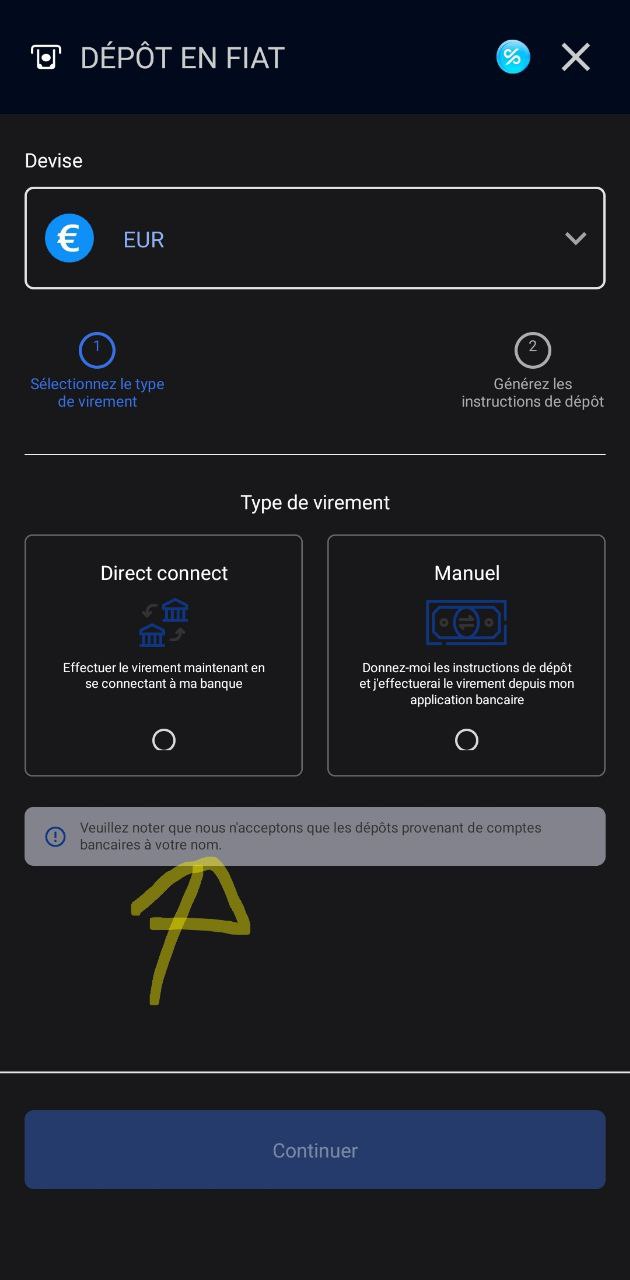 DÉPÔT EN FIAT
Devise
€ EUR
1
Sélectionnez le type
de virement
2
Générez les
instructions de dépôt
Type de virement
Direct connect
Effectuer le virement maintenant en
se connectant à ma banque
Manuel
Donnez-moi les instructions de dépôt
et j'effectuerai le virement depuis mon
application bancaire
Veuillez noter que nous n'acceptons que les dépôts provenant de comptes
bancaires à votre nom.
Continuer